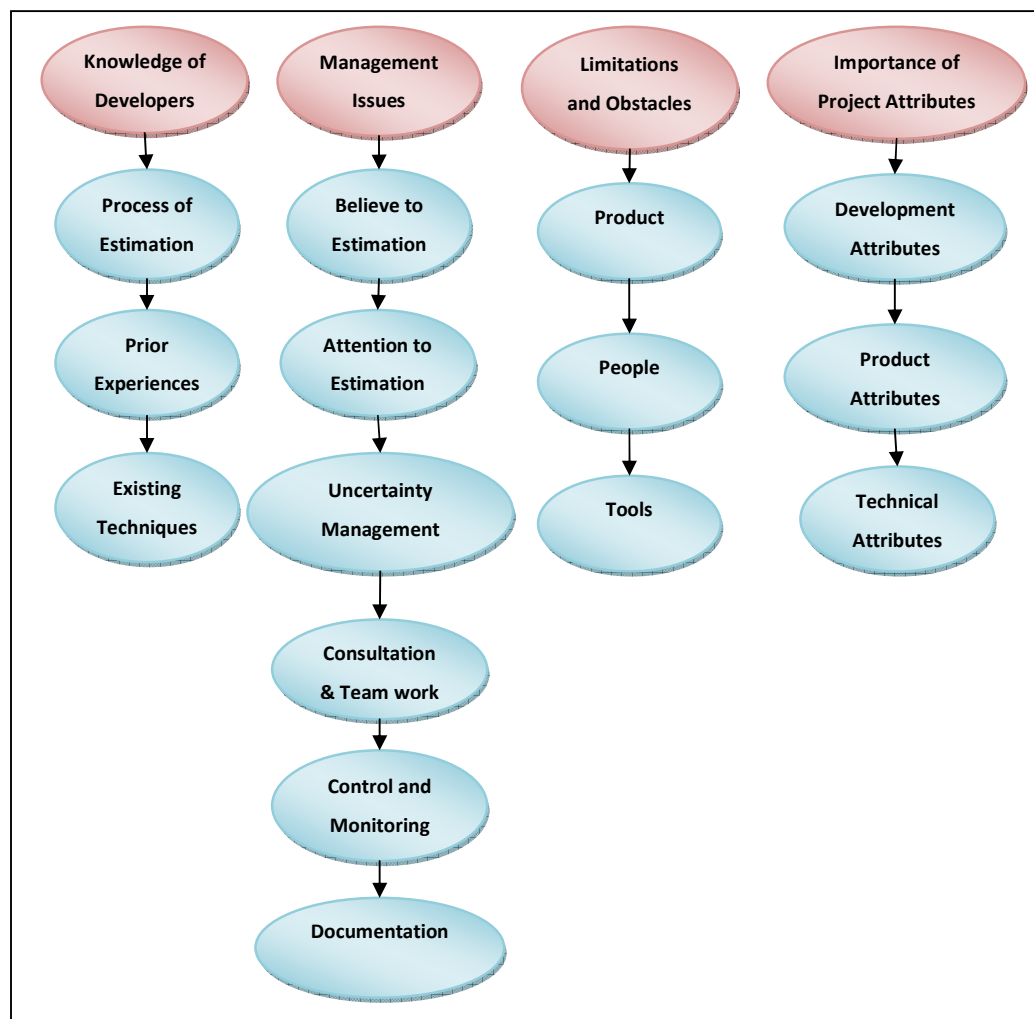 Knowledge of
Developers
Process of
Estimation
Prior
Experiences
Existing
Techniques
Management
Issues
Believe to
Estimation
Attention to
Estimation
Uncertainty
Management
Consultation
& Team work
Control and
Monitoring
Documentation
Limitations
and Obstacles
Product
People
Tools
Importance of
Project Attributes
Development
Attributes
Product
Attributes
Technical
Attributes